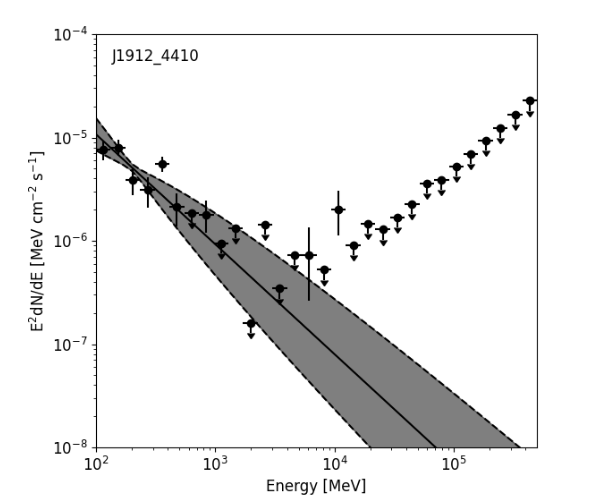 J1912_4410
10⁻⁴
10⁻⁵
10⁻⁶
10⁻⁷
10⁻⁸
E²dN/dE [MeV cm⁻² s⁻¹]
10² 10³ 10⁴ 10⁵
Energy [MeV]